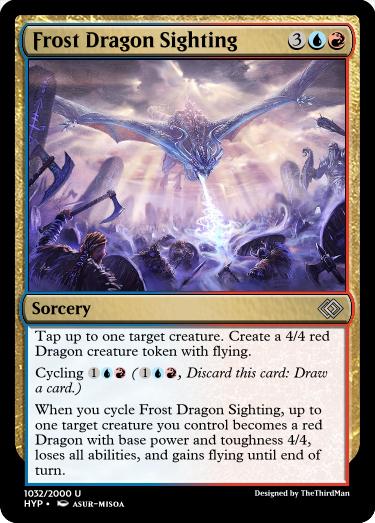 Frost Dragon Sighting 3
Sorcery
Tap up to one target creature. Create a 4/4 red
Dragon creature token with flying.
Cycling 1 (1, Discard this card: Draw
a card.)
When you cycle Frost Dragon Sighting, up to
one target creature you control becomes a red
Dragon with base power and toughness 4/4,
loses all abilities, and gains flying until end of
turn.
1032/2000 U
HYP • ASUR-MISOA
Designed by TheThirdMan